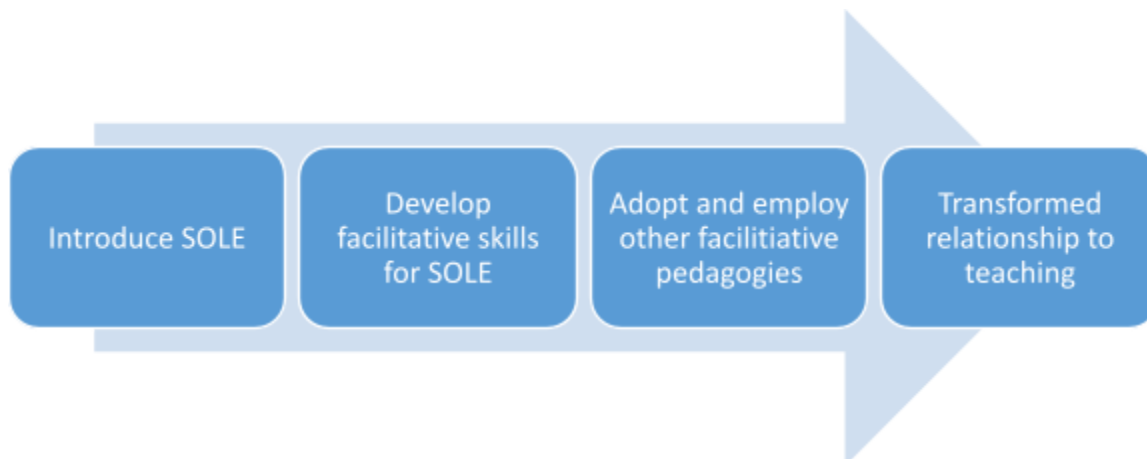 Introduce SOLE
Develop
facilitative skills
for SOLE
Adopt and employ
other facilitiative
pedagogies
Transformed
relationship to
teaching